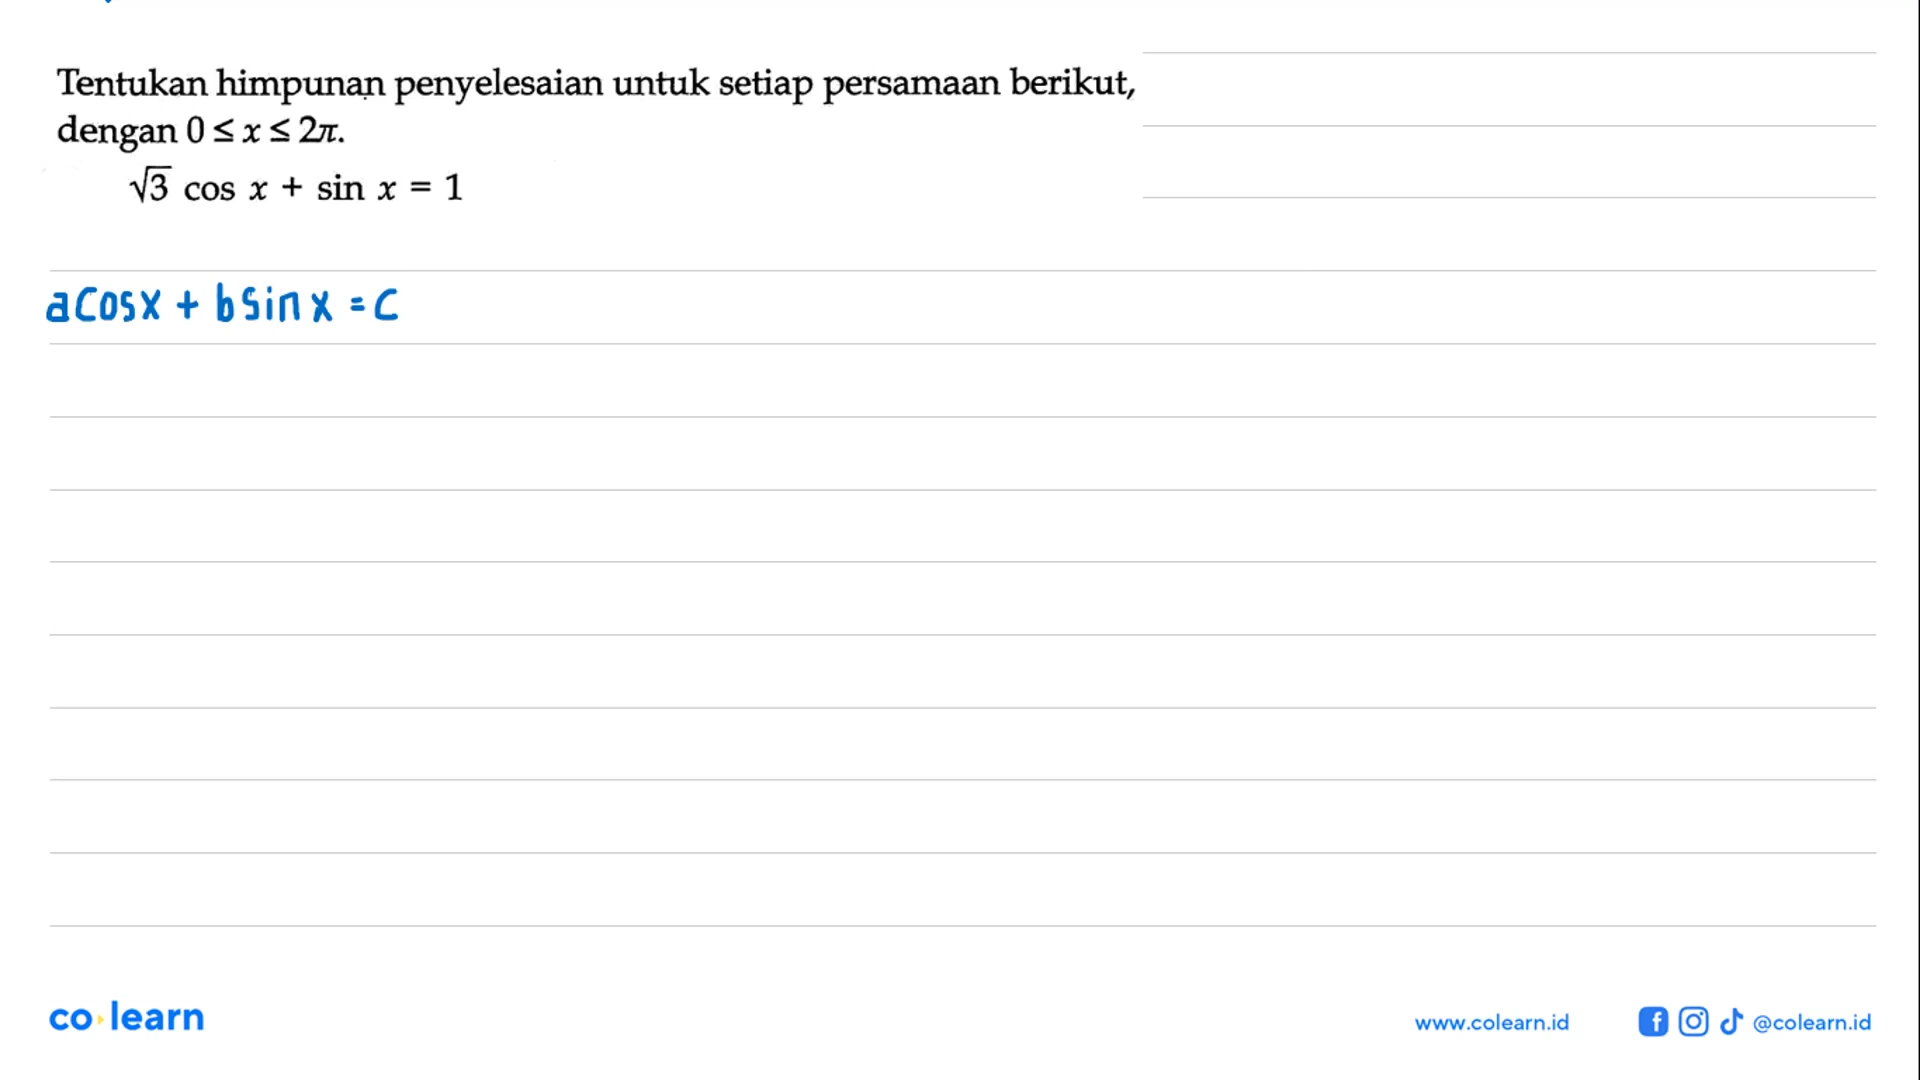 Tentukan himpunan penyelesaian untuk setiap persamaan berikut,
dengan 0 ≤ x ≤ 2π.
√3 cos x + sin x = 1
a cos x + b sin x = c
co learn
www.colearn.id
@colearn.id